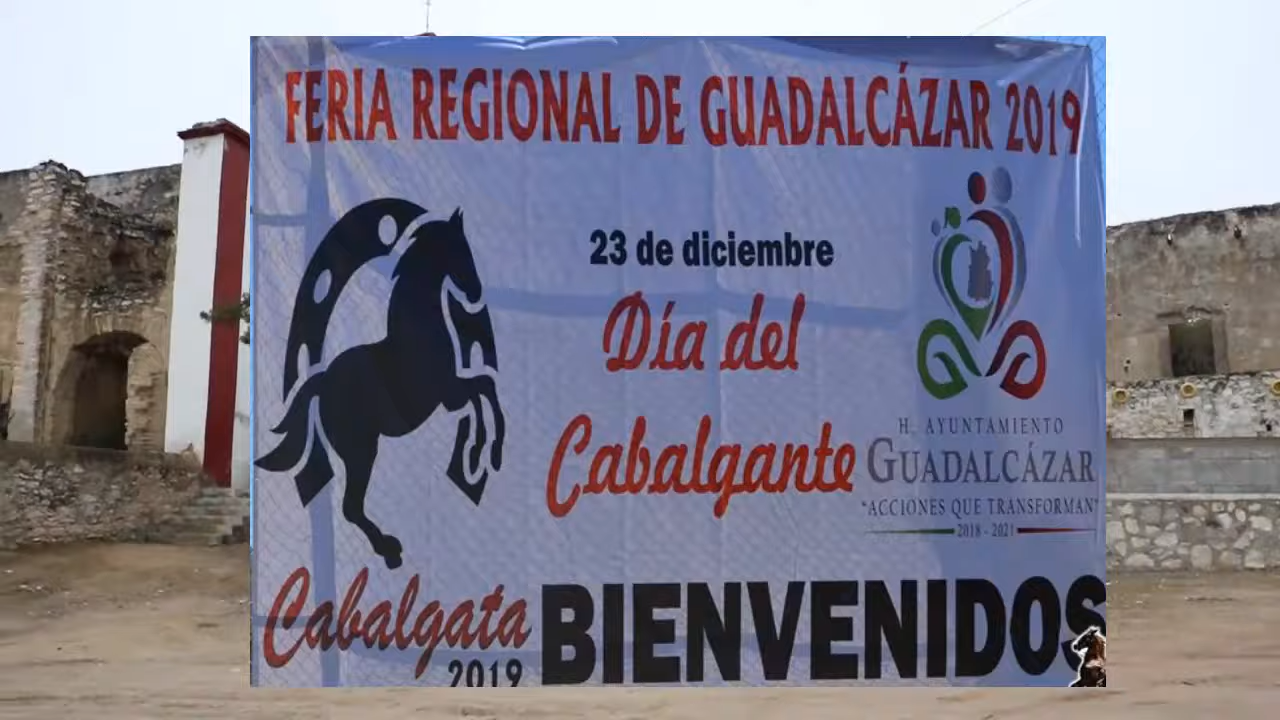 FERIA REGIONAL DE GUADALCÁZAR 2019
23 de diciembre
Día del
Cabalgante
H. AYUNTAMIENTO
GUADALCÁZAR
"ACCIONES QUE TRANSFORMAN"
2018 - 2021
Cabalgata
2019
BIENVENIDOS